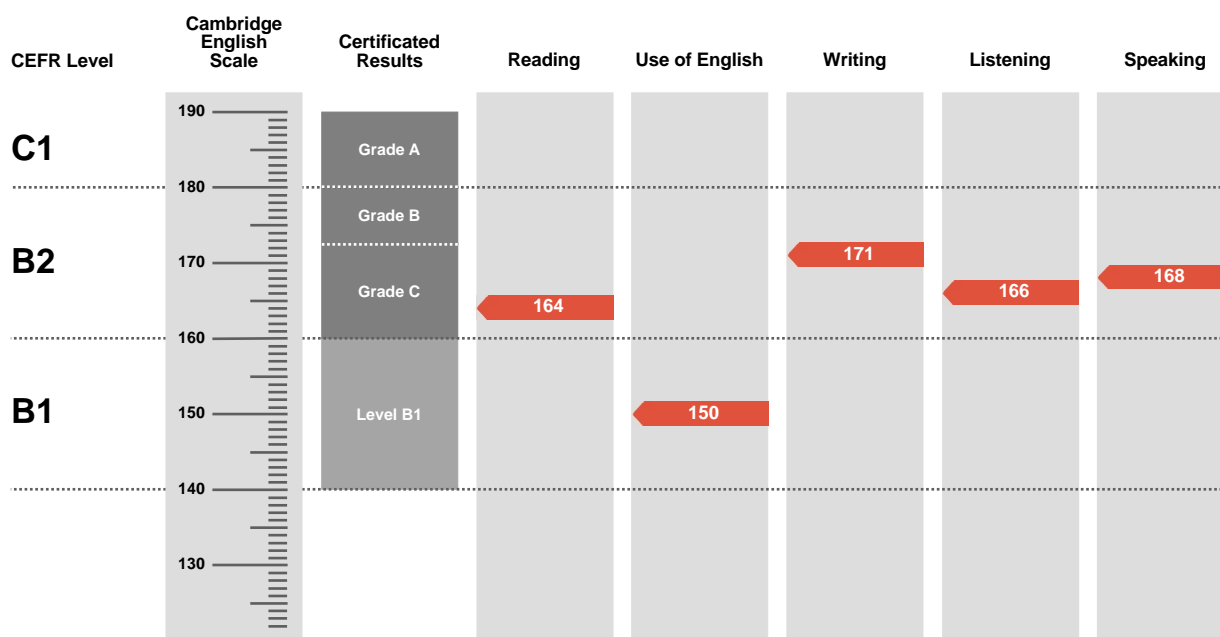 CEFR Level
Cambridge
English
Scale
Certificated
Results
Reading
Use of English
Writing
Listening
Speaking
190
C1
Grade A
180
Grade B
B2
170
171
168
166
Grade C
164
160
B1
150
Level B1
150
140
130